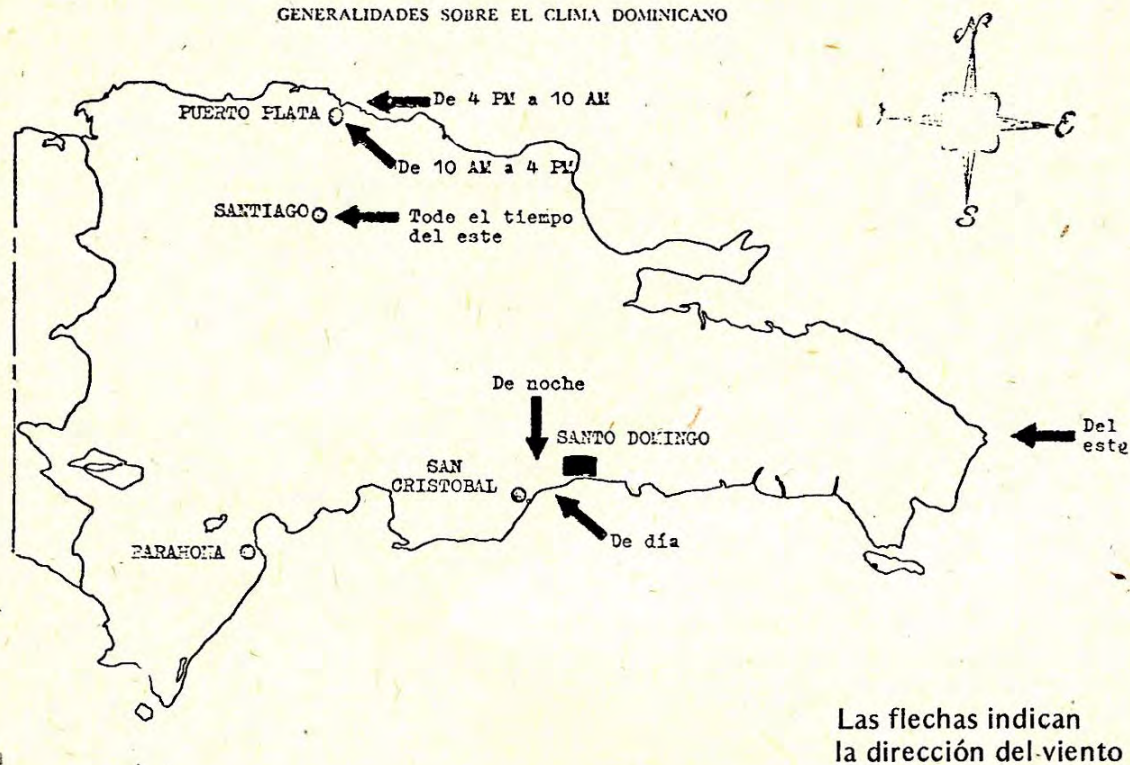 GENERALIDADES SOBRE EL CLIMA DOMINICANO
N
De 4 PM a 10 AM
PUERTO PLATA
E
De 10 AM a 4 PM
SANTIAGO
Todo el tiempo
del este
S
De noche
Del
este
SANTO DOMINGO
SAN
CRISTOBAL
De día
BARAHONA
Las flechas indican
la dirección del viento